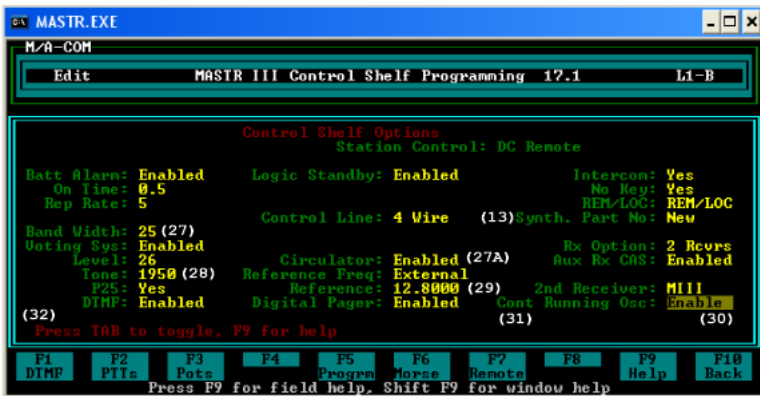 MASTR.EXE
M/A-COM
Edit MASTR III Control Shelf Programming 17.1 L1-B
Control Shelf Options
Station Control: DC Remote
Batt Alarm: Enabled Logic Standby: Enabled Intercom: Yes
On Time: 0.5 No Key: Yes
Rep Rate: 5 REM/LOC: REM/LOC
Control Line: 4 Wire (13) Synth. Part No: New
Band Width: 25 (27)
Voting Sys: Enabled Rx Option: 2 Rcvrs
Level: 26 Circulator: Enabled (27A) Aux Rx CAS: Enabled
Tone: 1950 (28) Reference Freq: External
P25: Yes Reference: 12.8000 (29) 2nd Receiver: MIII
DTMF: Enabled Digital Pager: Enabled Cont Running Osc: Enable
(32) (31) (30)
Press TAB to toggle, F9 for help
F1 F2 F3 F4 F5 F6 F7 F8 F9 F10
DTMF PTTs Pots Progrm Morse Remote Help Back
Press F9 for field help, Shift F9 for window help